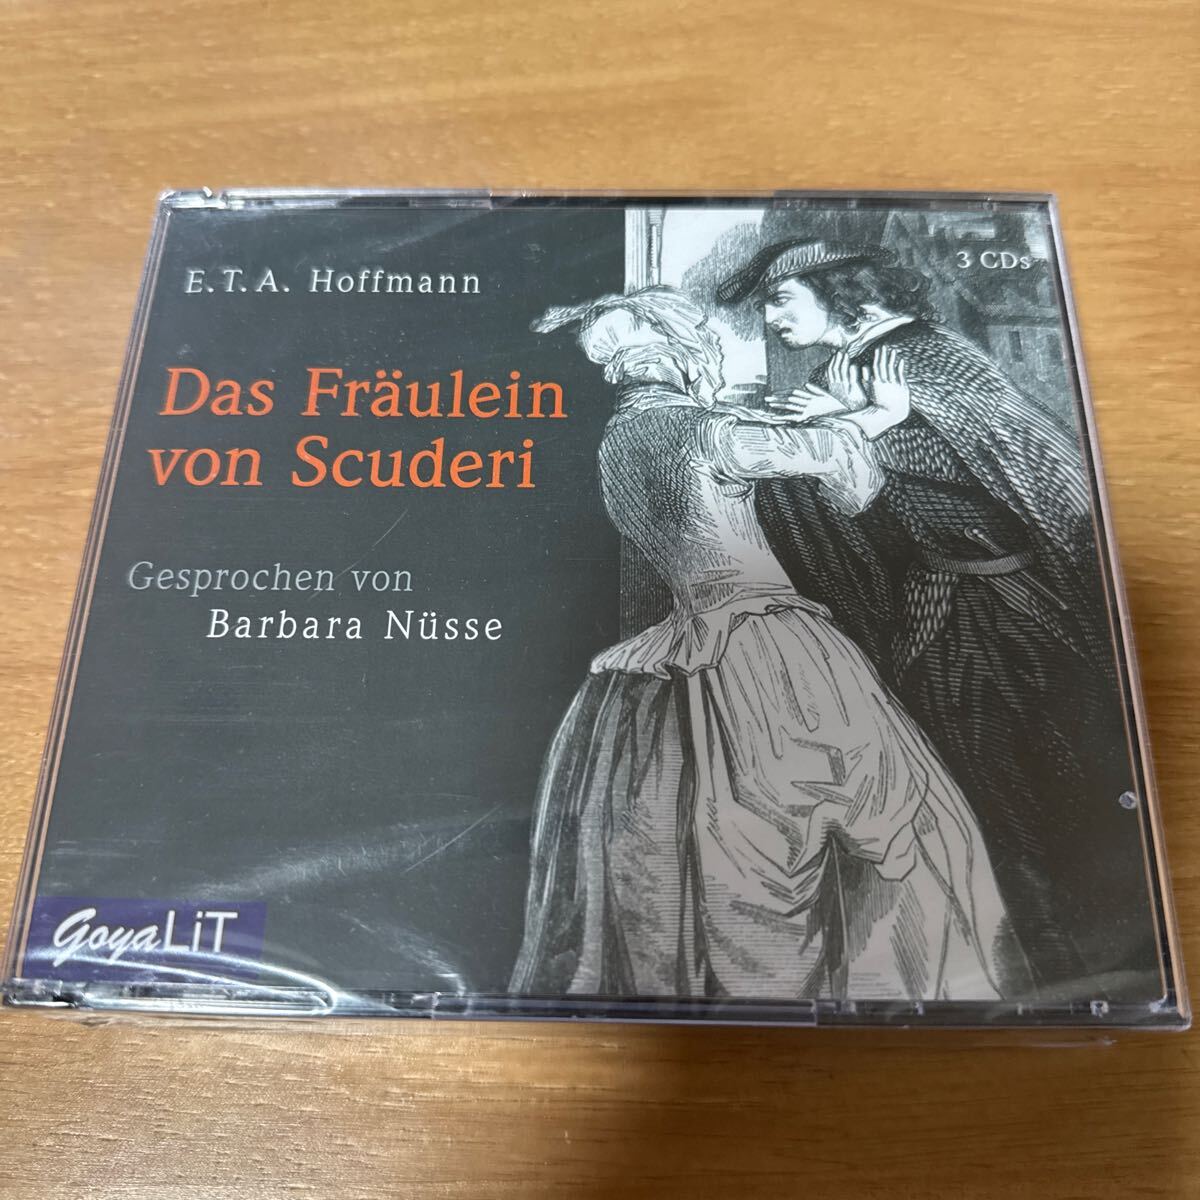 E.T.A. Hoffmann
3 CDs
Das Fräulein
von Scuderi
Gesprochen von
Barbara Nüsse
GoyaLiT